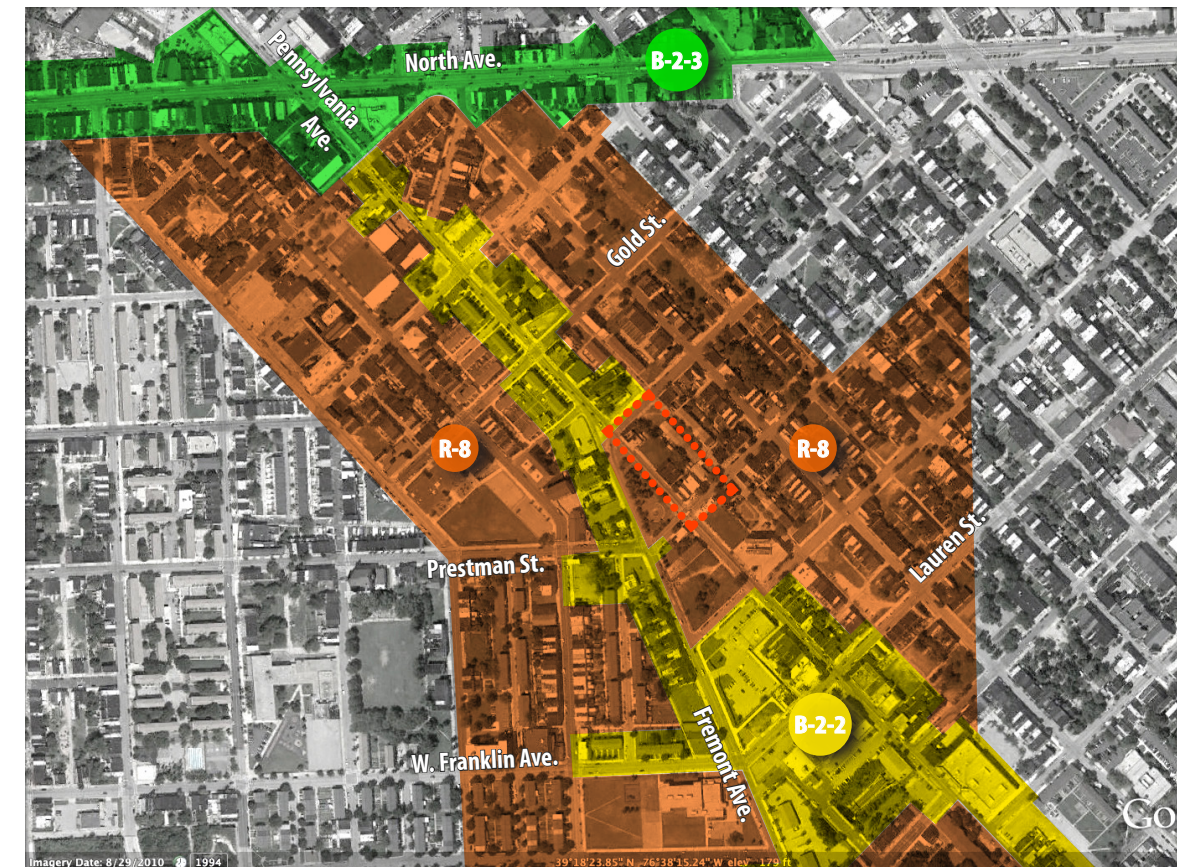 North Ave.
B-2-3
Pennsylvania
Ave.
Gold St.
R-8
R-8
Lauren St.
Prestman St.
B-2-2
Fremont Ave.
W. Franklin Ave.
Go
Imagery Date: 8/29/2010 1994
39°18'23.85" N -76°38'15.24" W elev 179 ft